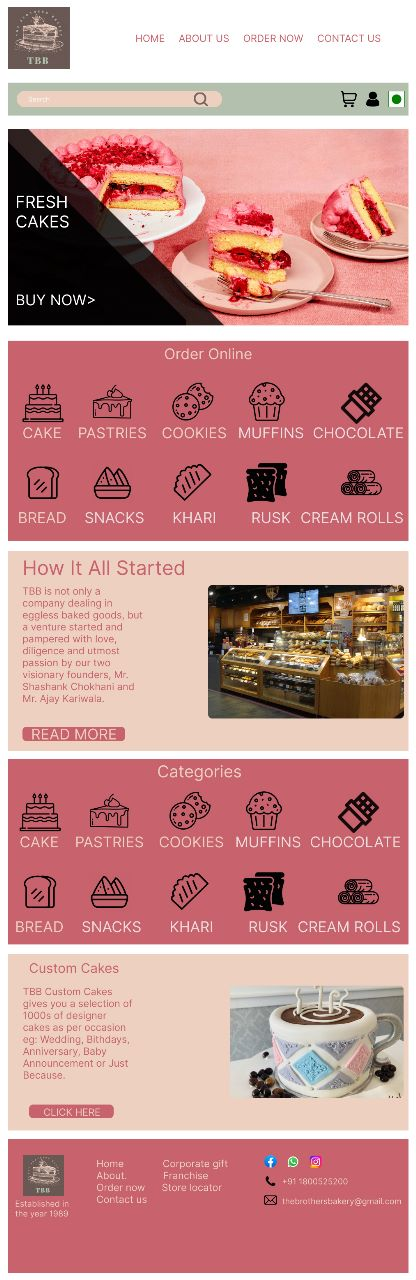 TBB
HOME ABOUT US ORDER NOW CONTACT US
Search
FRESH
CAKES
BUY NOW>
Order Online
CAKE PASTRIES COOKIES MUFFINS CHOCOLATE
BREAD SNACKS KHARI RUSK CREAM ROLLS
How It All Started
TBB is not only a
company dealing in
eggless baked goods, but
a venture started and
pampered with love,
diligence and utmost
passion by our two
visionary founders, Mr.
Shashank Chokhani and
Mr. Ajay Kariwala.
READ MORE
Categories
CAKE PASTRIES COOKIES MUFFINS CHOCOLATE
BREAD SNACKS KHARI RUSK CREAM ROLLS
Custom Cakes
TBB Custom Cakes
gives you a selection of
1000s of designer
cakes as per occasion
eg: Wedding, Bithdays,
Anniversary, Baby
Announcement or Just
Because.
CLICK HERE
TBB
Established in
the year 1989
Home
About.
Order now
Contact us
Corporate gift
Franchise
Store locator
+91 1800525200
thebrothersbakery@gmail.com